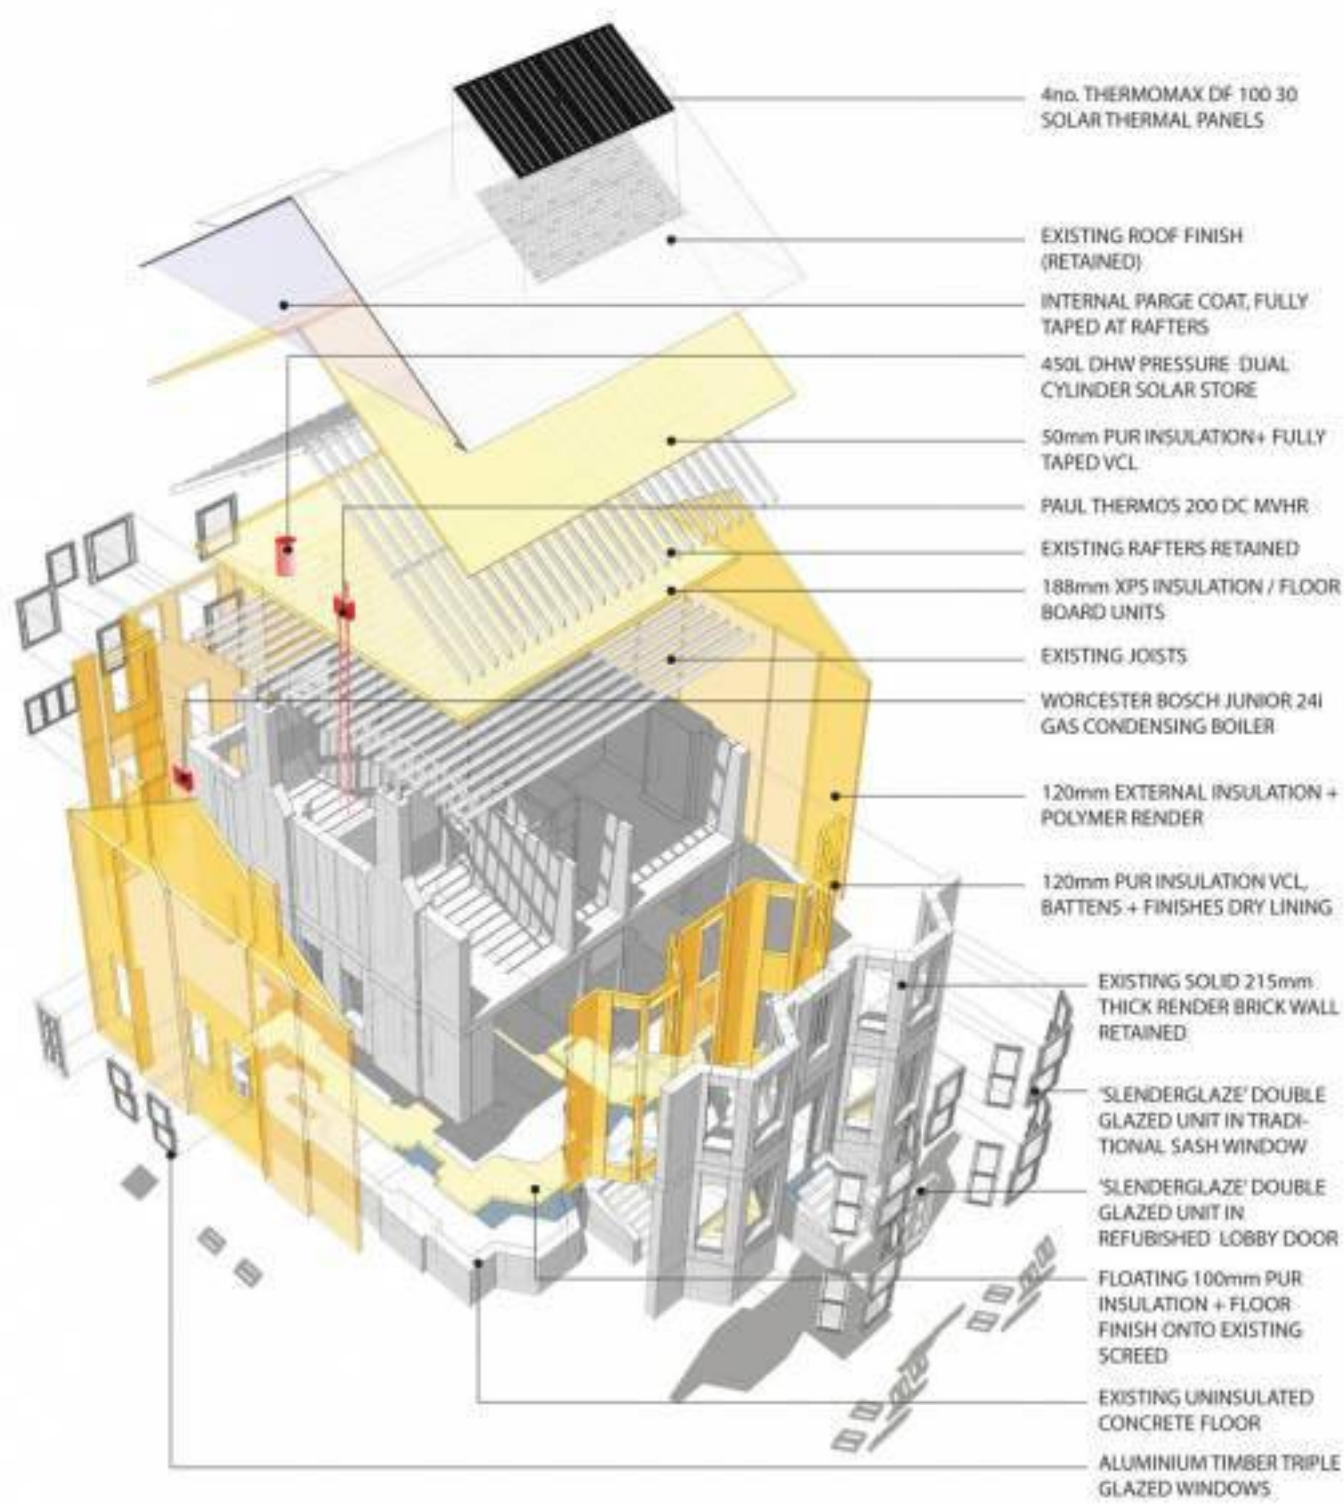 4no. THERMOMAX DF 100 30
SOLAR THERMAL PANELS
EXISTING ROOF FINISH
(RETAINED)
INTERNAL PARGE COAT, FULLY
TAPED AT RAFTERS
450L DHW PRESSURE DUAL
CYLINDER SOLAR STORE
50mm PUR INSULATION+ FULLY
TAPED VCL
PAUL THERMOS 200 DC MVHR
EXISTING RAFTERS RETAINED
188mm XPS INSULATION / FLOOR
BOARD UNITS
EXISTING JOISTS
WORCESTER BOSCH JUNIOR 24i
GAS CONDENSING BOILER
120mm EXTERNAL INSULATION +
POLYMER RENDER
120mm PUR INSULATION VCL,
BATTENS + FINISHES DRY LINING
EXISTING SOLID 215mm
THICK RENDER BRICK WALL
RETAINED
'SLENDERGLAZE' DOUBLE
GLAZED UNIT IN TRADI-
TIONAL SASH WINDOW
'SLENDERGLAZE' DOUBLE
GLAZED UNIT IN
REFUBISHED LOBBY DOOR
FLOATING 100mm PUR
INSULATION + FLOOR
FINISH ONTO EXISTING
SCREED
EXISTING UNINSULATED
CONCRETE FLOOR
ALUMINIUM TIMBER TRIPLE
GLAZED WINDOWS